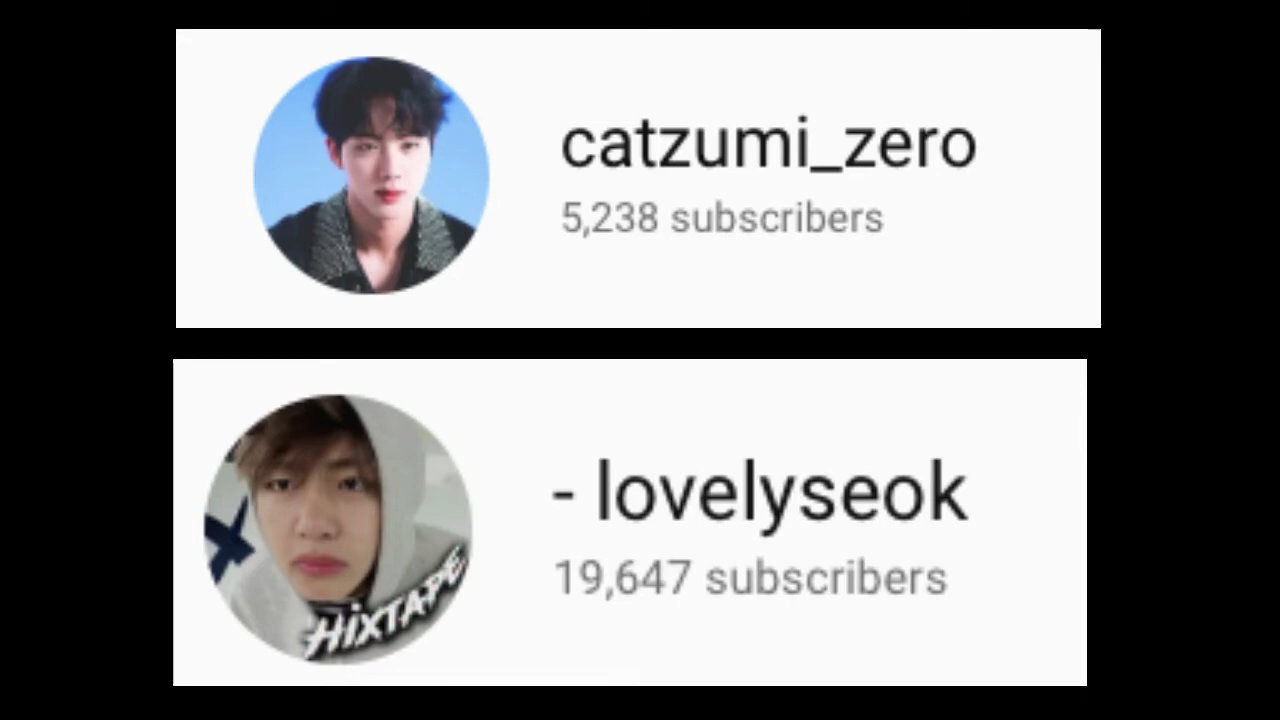 catzumi_zero
5,238 subscribers
- lovelyseok
19,647 subscribers
HiXTAPE